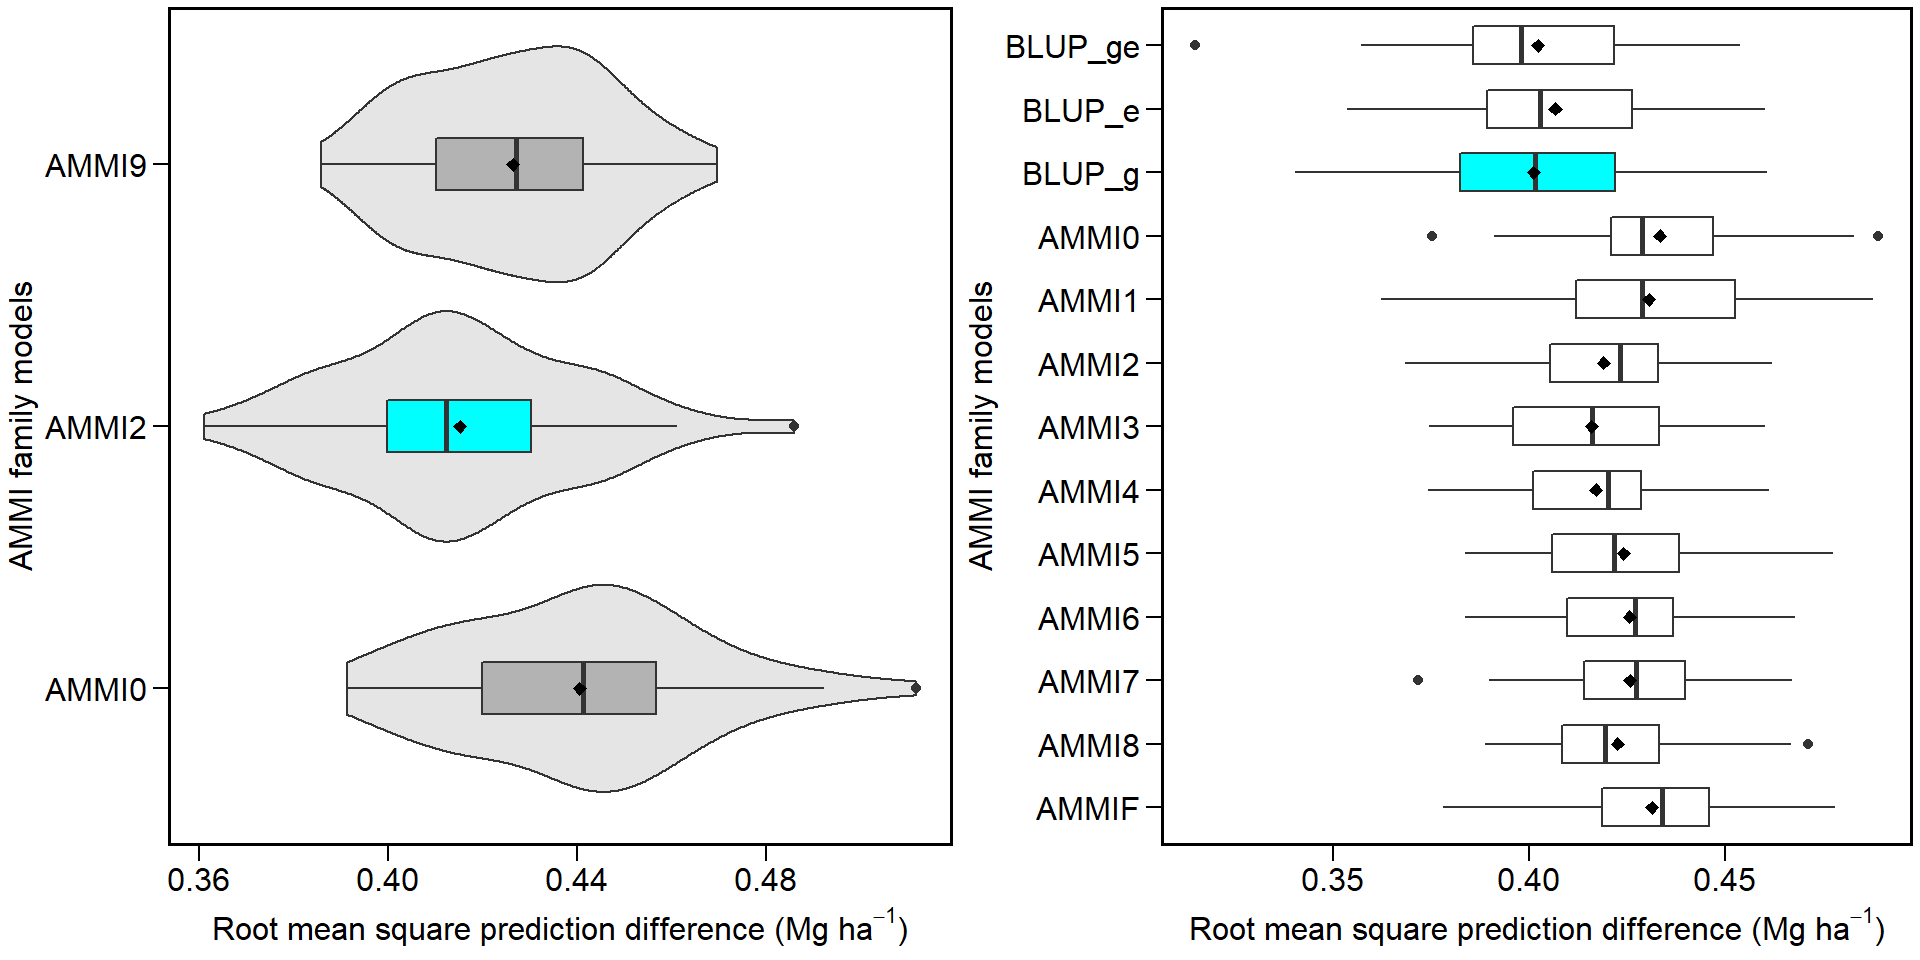 AMMI family models
AMMI9
AMMI2
AMMI0
0.36 0.40 0.44 0.48
Root mean square prediction difference (Mg ha⁻¹)
AMMI family models
BLUP_ge
BLUP_e
BLUP_g
AMMI0
AMMI1
AMMI2
AMMI3
AMMI4
AMMI5
AMMI6
AMMI7
AMMI8
AMMIF
0.35 0.40 0.45
Root mean square prediction difference (Mg ha⁻¹)